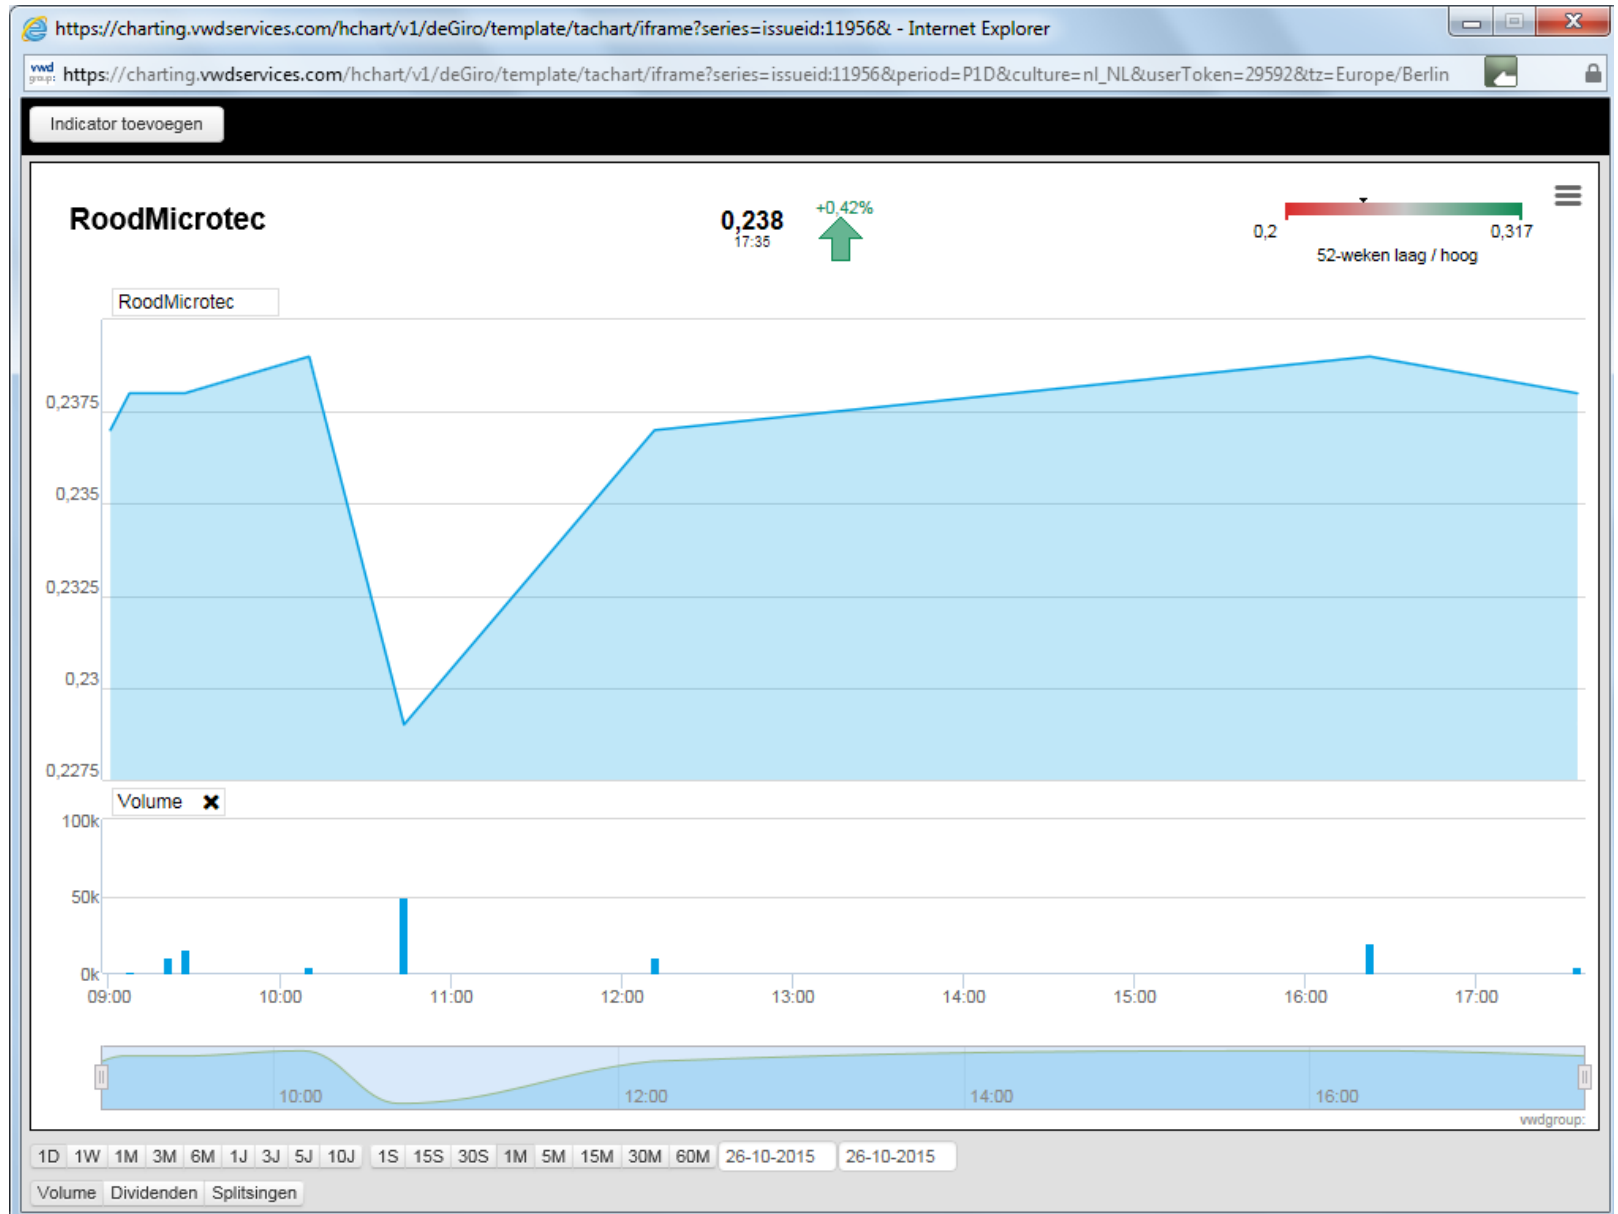 https://charting.vwdservices.com/hchart/v1/deGiro/template/tachart/iframe?series=issueid:11956& - Internet Explorer
vwd group: https://charting.vwdservices.com/hchart/v1/deGiro/template/tachart/iframe?series=issueid:11956&period=P1D&culture=nl_NL&userToken=29592&tz=Europe/Berlin
Indicator toevoegen
RoodMicrotec
0,238
17:35
+0,42%
0,2 0,317
52-weken laag / hoog
RoodMicrotec
0,2375
0,235
0,2325
0,23
0,2275
Volume
100k
50k
0k
09:00 10:00 11:00 12:00 13:00 14:00 15:00 16:00 17:00
10:00 12:00 14:00 16:00
vwdgroup:
1D 1W 1M 3M 6M 1J 3J 5J 10J 1S 15S 30S 1M 5M 15M 30M 60M 26-10-2015 26-10-2015
Volume Dividenden Splitsingen